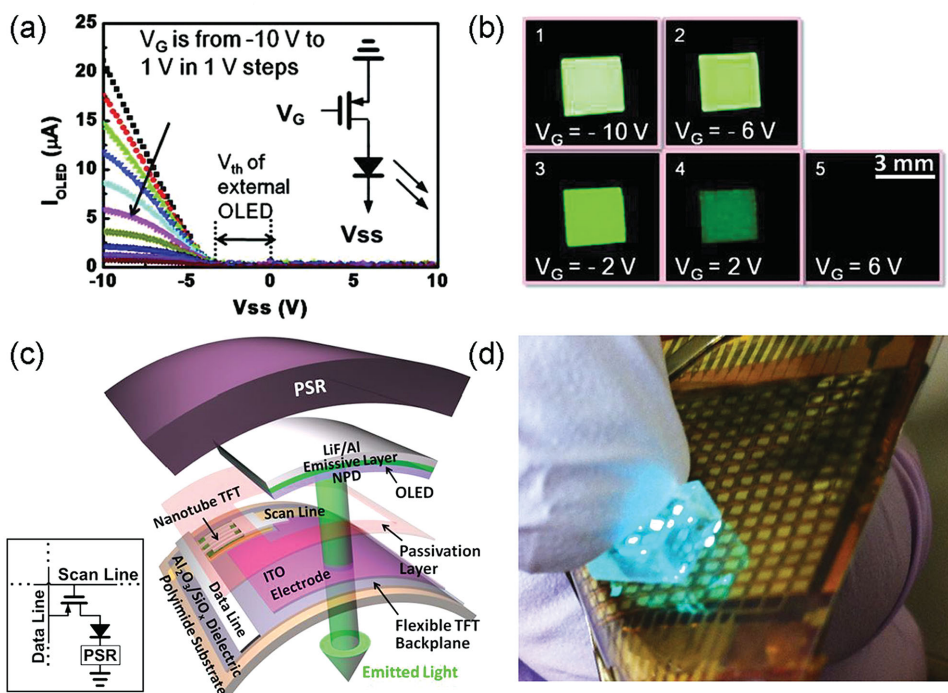 (a)
25
20
15
10
5
0
I_OLED (μA)
V_G is from –10 V to
1 V in 1 V steps
V_th of
external
OLED
V_G
Vss
-10
-5
0
5
10
Vss (V)
(b)
1
V_G = - 10 V
2
V_G = - 6 V
3
V_G = - 2 V
4
V_G = 2 V
5
3 mm
V_G = 6 V
(c)
PSR
LiF/Al
Emissive Layer
NPD
OLED
Nanotube TFT
Scan Line
Passivation
Layer
ITO
Electrode
Data Line
Al₂O₃/SiOₓ Dielectric
Polyimide Substrate
Flexible TFT
Backplane
Emitted Light
Scan Line
Data Line
PSR
(d)